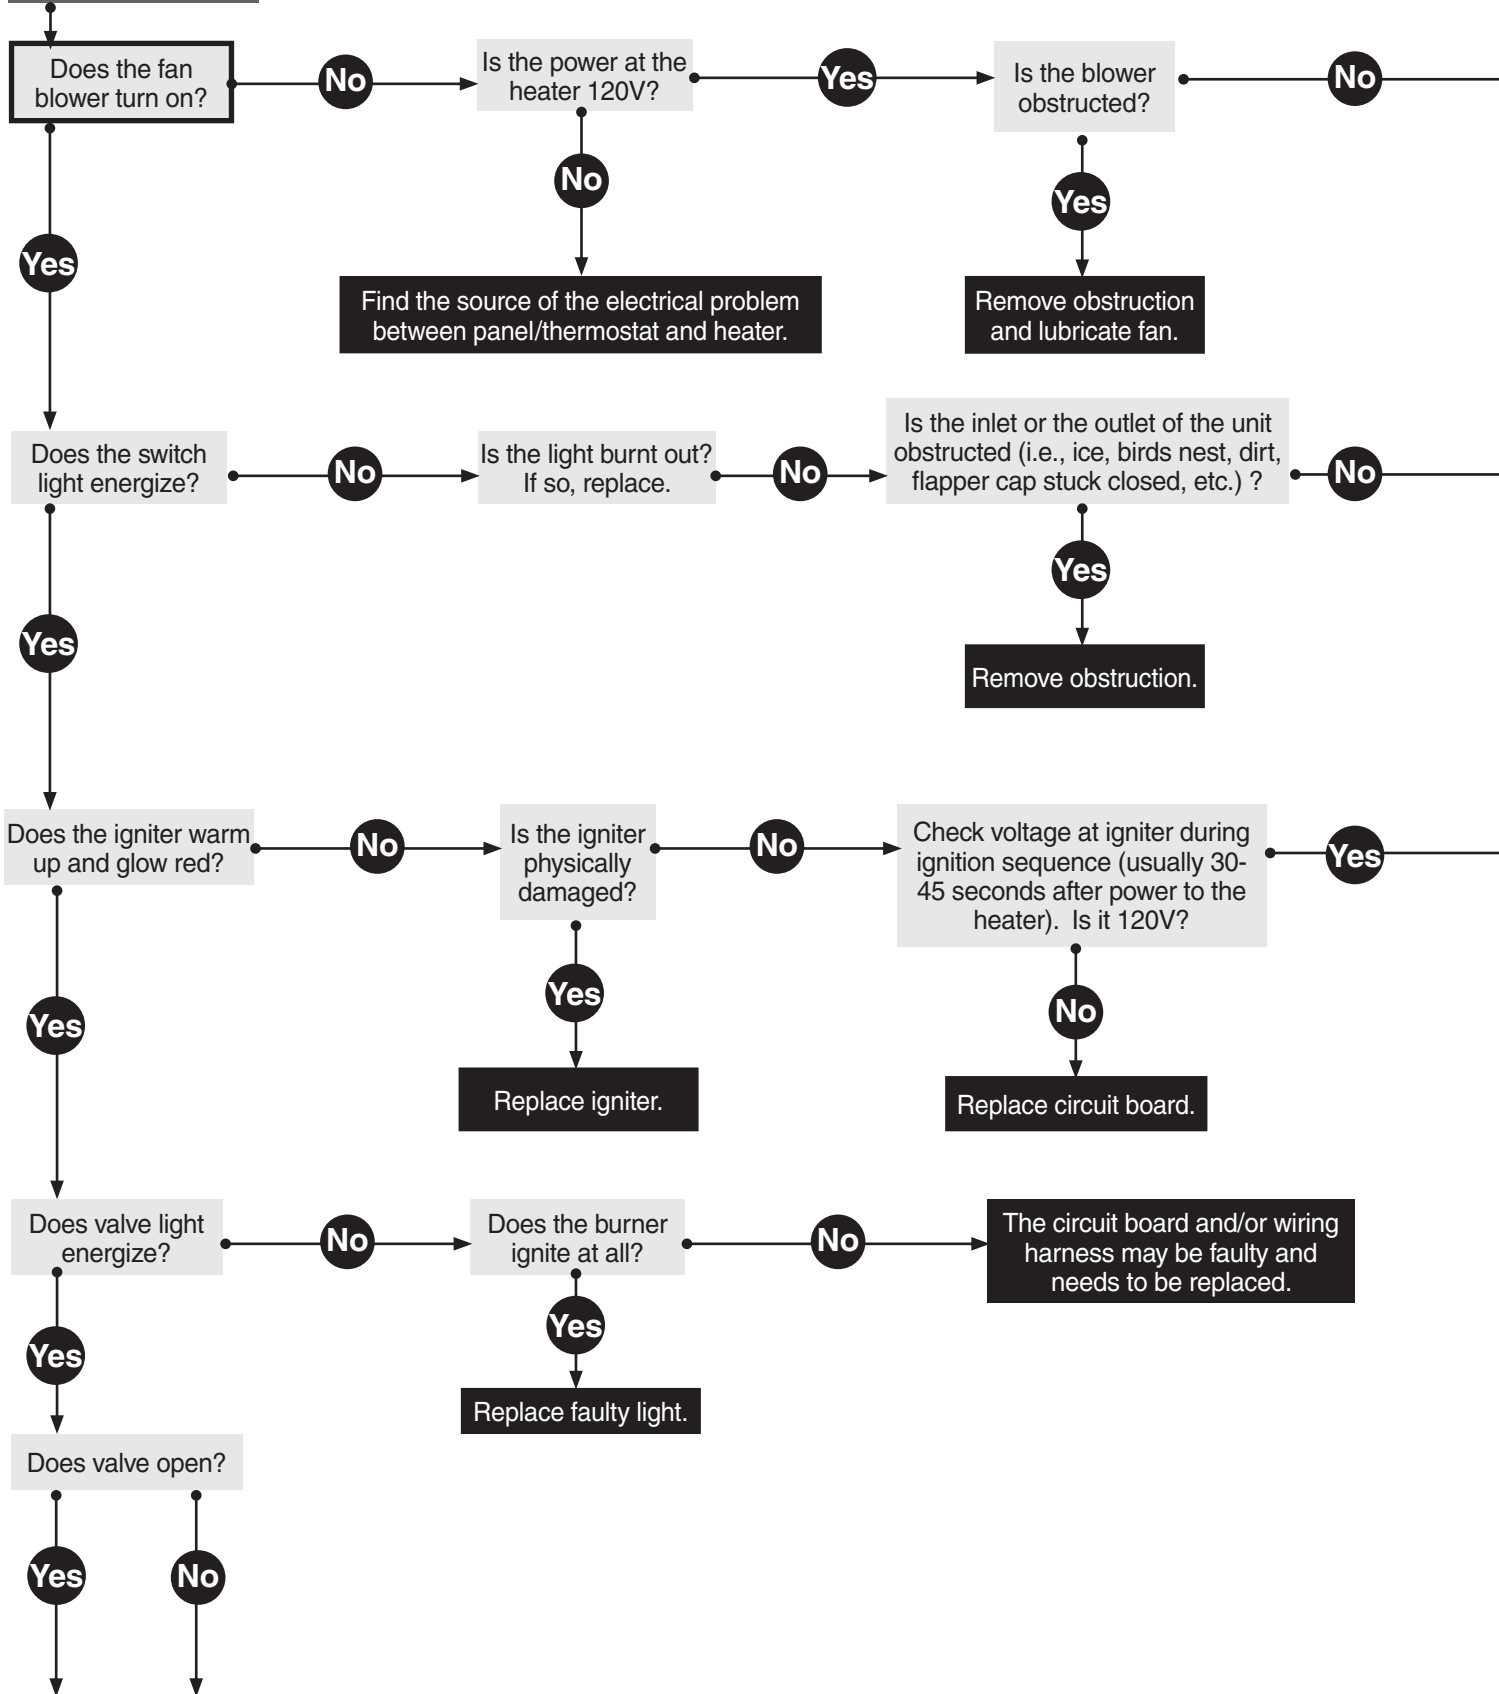 Does the fan
blower turn on?
No
Is the power at the
heater 120V?
Yes
Is the blower
obstructed?
No
No
Yes
Yes
Find the source of the electrical problem
between panel/thermostat and heater.
Remove obstruction
and lubricate fan.
Does the switch
light energize?
No
Is the light burnt out?
If so, replace.
No
Is the inlet or the outlet of the unit
obstructed (i.e., ice, birds nest, dirt,
flapper cap stuck closed, etc.) ?
No
Yes
Yes
Remove obstruction.
Does the igniter warm
up and glow red?
No
Is the igniter
physically
damaged?
No
Check voltage at igniter during
ignition sequence (usually 30-
45 seconds after power to the
heater).  Is it 120V?
Yes
Yes
Yes
No
Replace igniter.
Replace circuit board.
Does valve light
energize?
No
Does the burner
ignite at all?
No
The circuit board and/or wiring
harness may be faulty and
needs to be replaced.
Yes
Yes
Replace faulty light.
Does valve open?
Yes
No